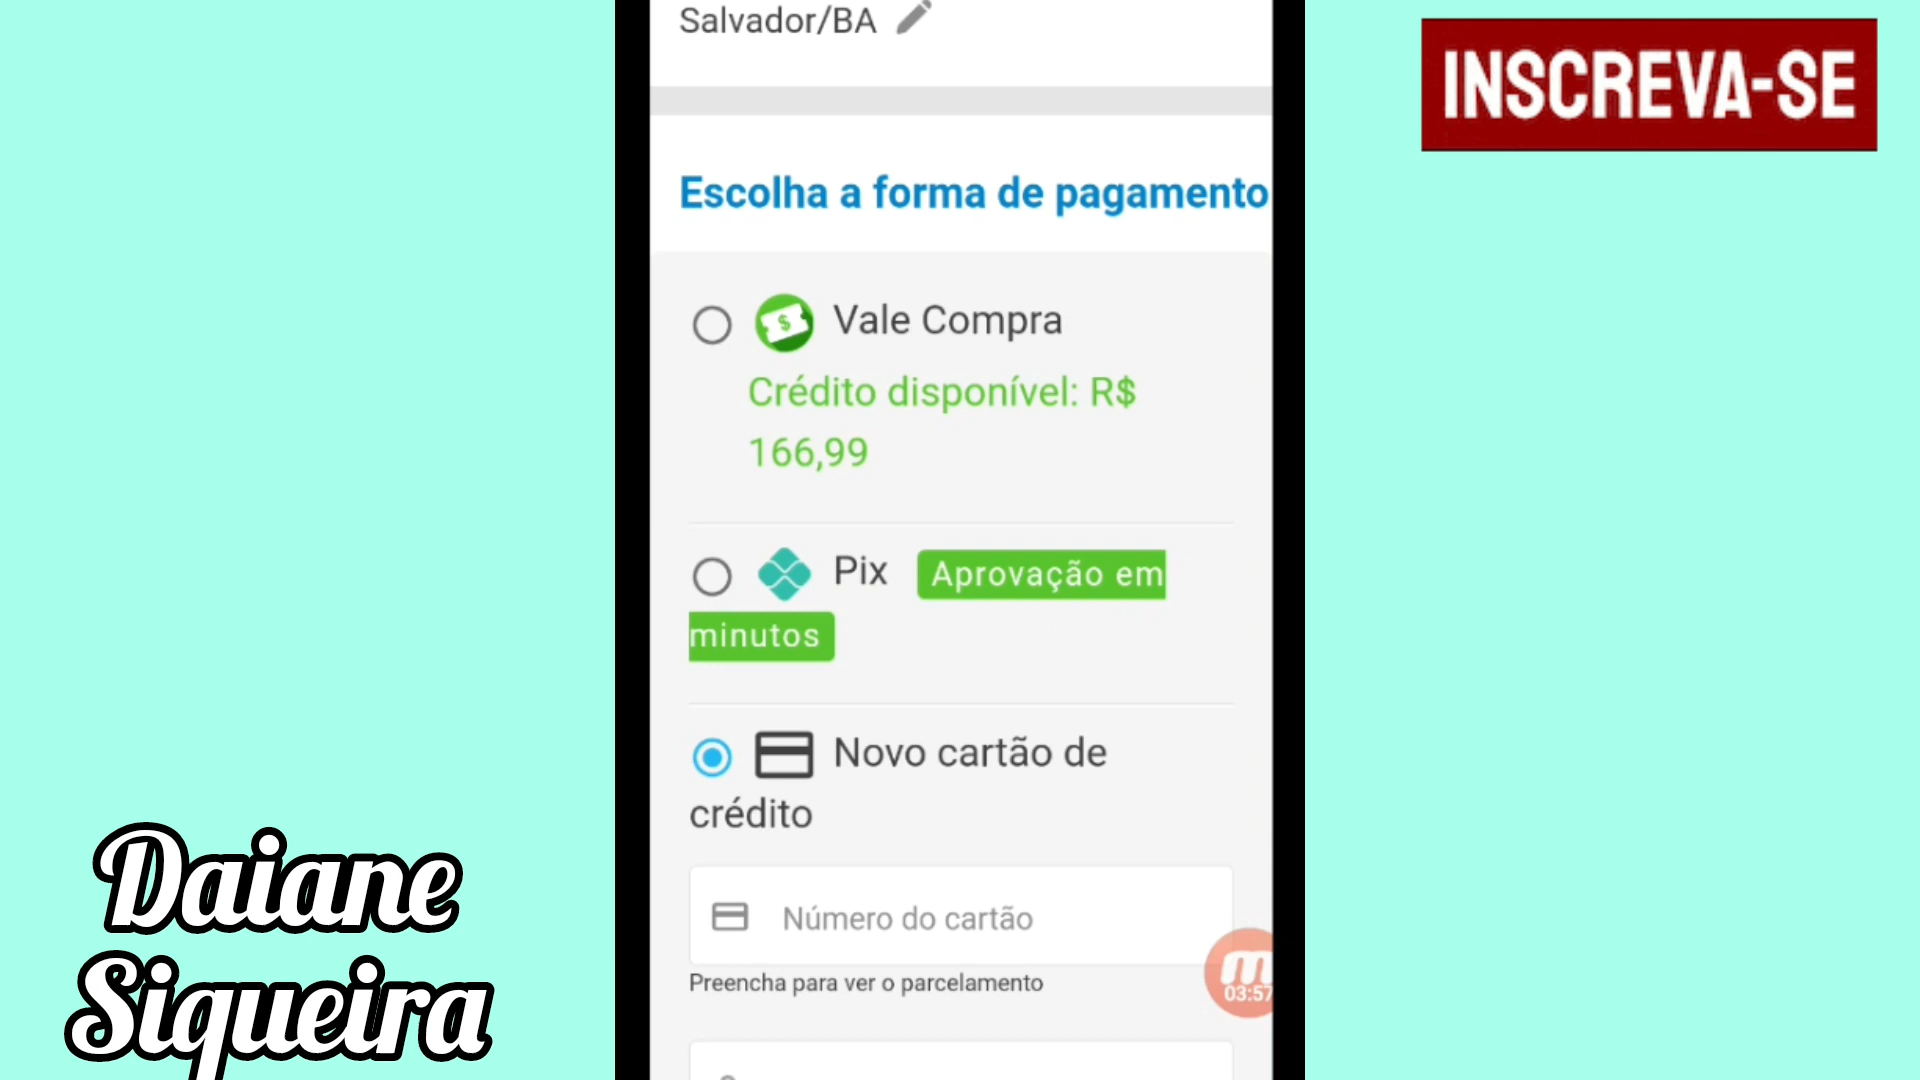 Salvador/BA
INSCREVA-SE
Escolha a forma de pagamento
Vale Compra
Crédito disponível: R$
166,99
Pix Aprovação em
minutos
Novo cartão de
crédito
Número do cartão
Preencha para ver o parcelamento
03:57
Daiane
Siqueira